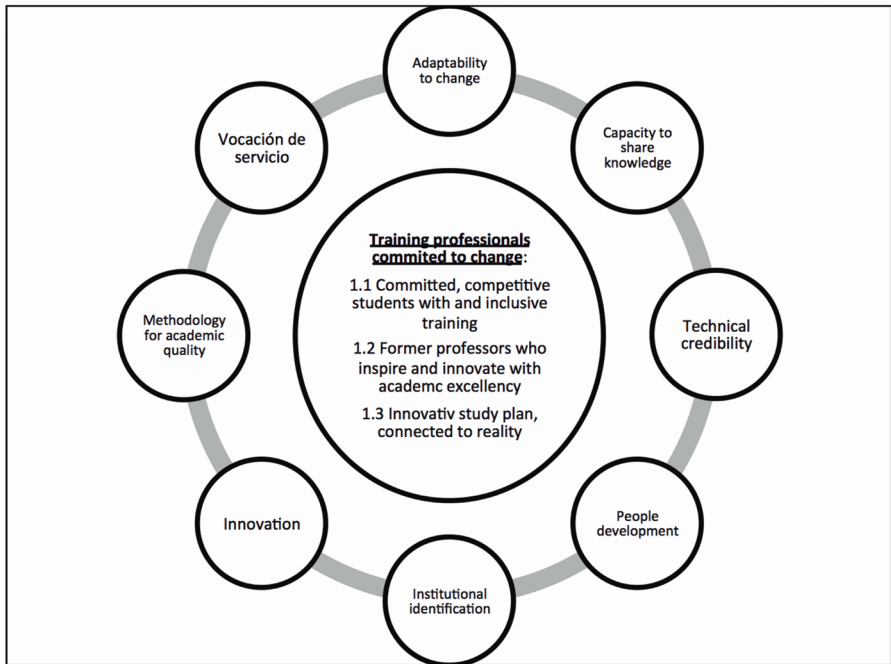 Adaptability
to change
Capacity to
share
knowledge
Technical
credibility
People
development
Institutional
identification
Innovation
Methodology
for academic
quality
Vocación de
servicio
Training professionals
commited to change:
1.1 Committed, competitive
students with and inclusive
training
1.2 Former professors who
inspire and innovate with
academc excellency
1.3 Innovativ study plan,
connected to reality